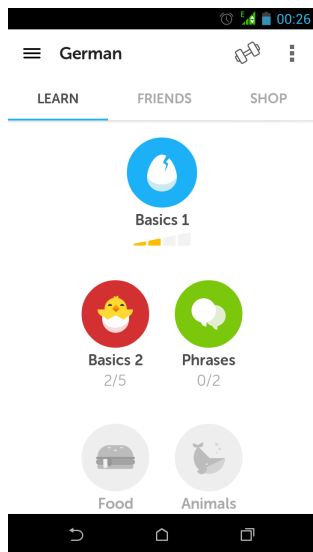 E
00:26
German
LEARN FRIENDS SHOP
Basics 1
Basics 2 Phrases
2/5 0/2
Food Animals